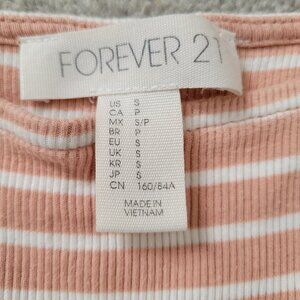 FOREVER 21
US S
CA P
MX S/P
BR P
EU S
UK S
KR S
JP S
CN 160/84A
MADE IN
VIETNAM